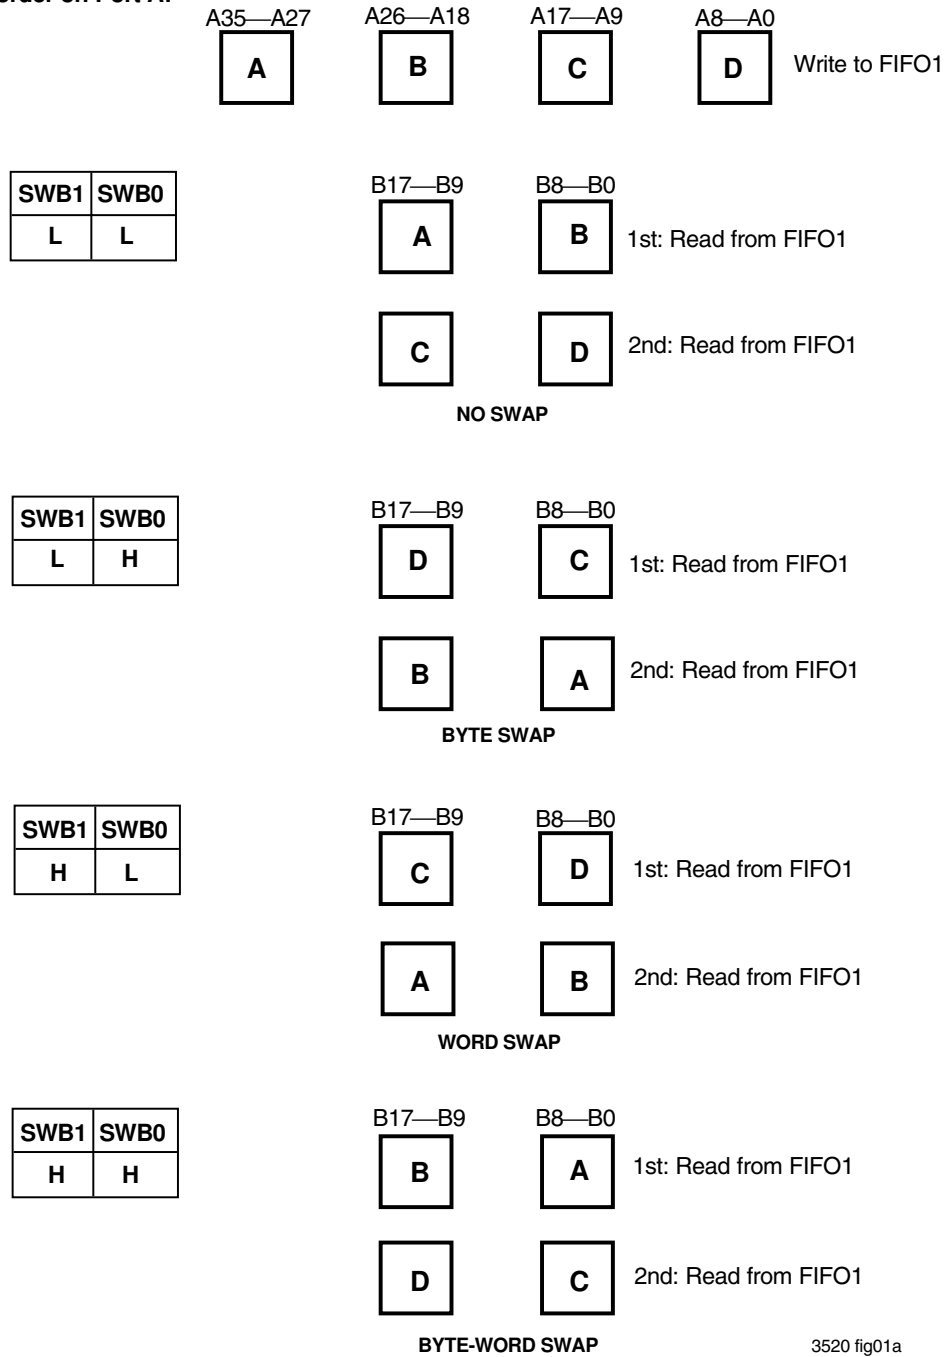 order on Port A:
A35—A27 A26—A18 A17—A9 A8—A0
A B C D Write to FIFO1
SWB1 SWB0 B17—B9 B8—B0
L L A B 1st: Read from FIFO1
C D 2nd: Read from FIFO1
NO SWAP
SWB1 SWB0 B17—B9 B8—B0
L H D C 1st: Read from FIFO1
B A 2nd: Read from FIFO1
BYTE SWAP
SWB1 SWB0 B17—B9 B8—B0
H L C D 1st: Read from FIFO1
A B 2nd: Read from FIFO1
WORD SWAP
SWB1 SWB0 B17—B9 B8—B0
H H B A 1st: Read from FIFO1
D C 2nd: Read from FIFO1
BYTE-WORD SWAP
3520 fig01a